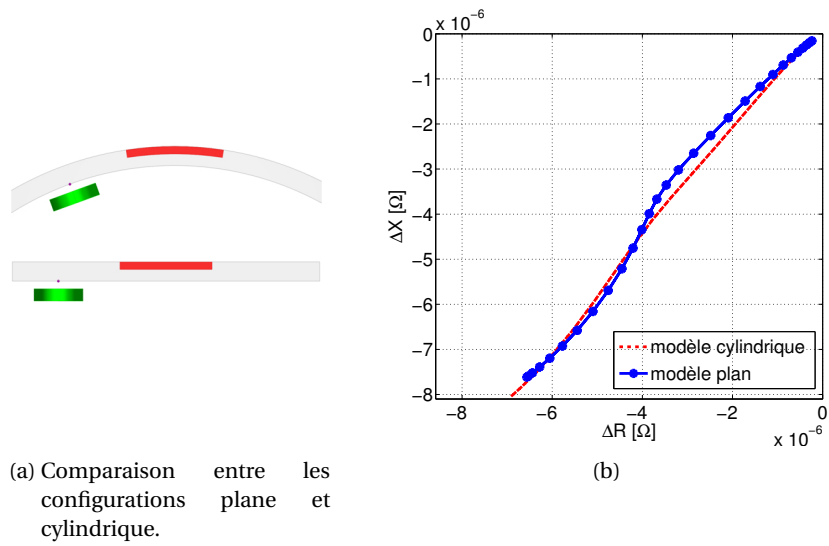 x 10⁻⁶
0
−1
−2
−3
−4
−5
−6
−7
−8
ΔX [Ω]
−8 −6 −4 −2 0
ΔR [Ω]
x 10⁻⁶
modèle cylindrique
modèle plan
(a) Comparaison entre les
configurations plane et
cylindrique.
(b)